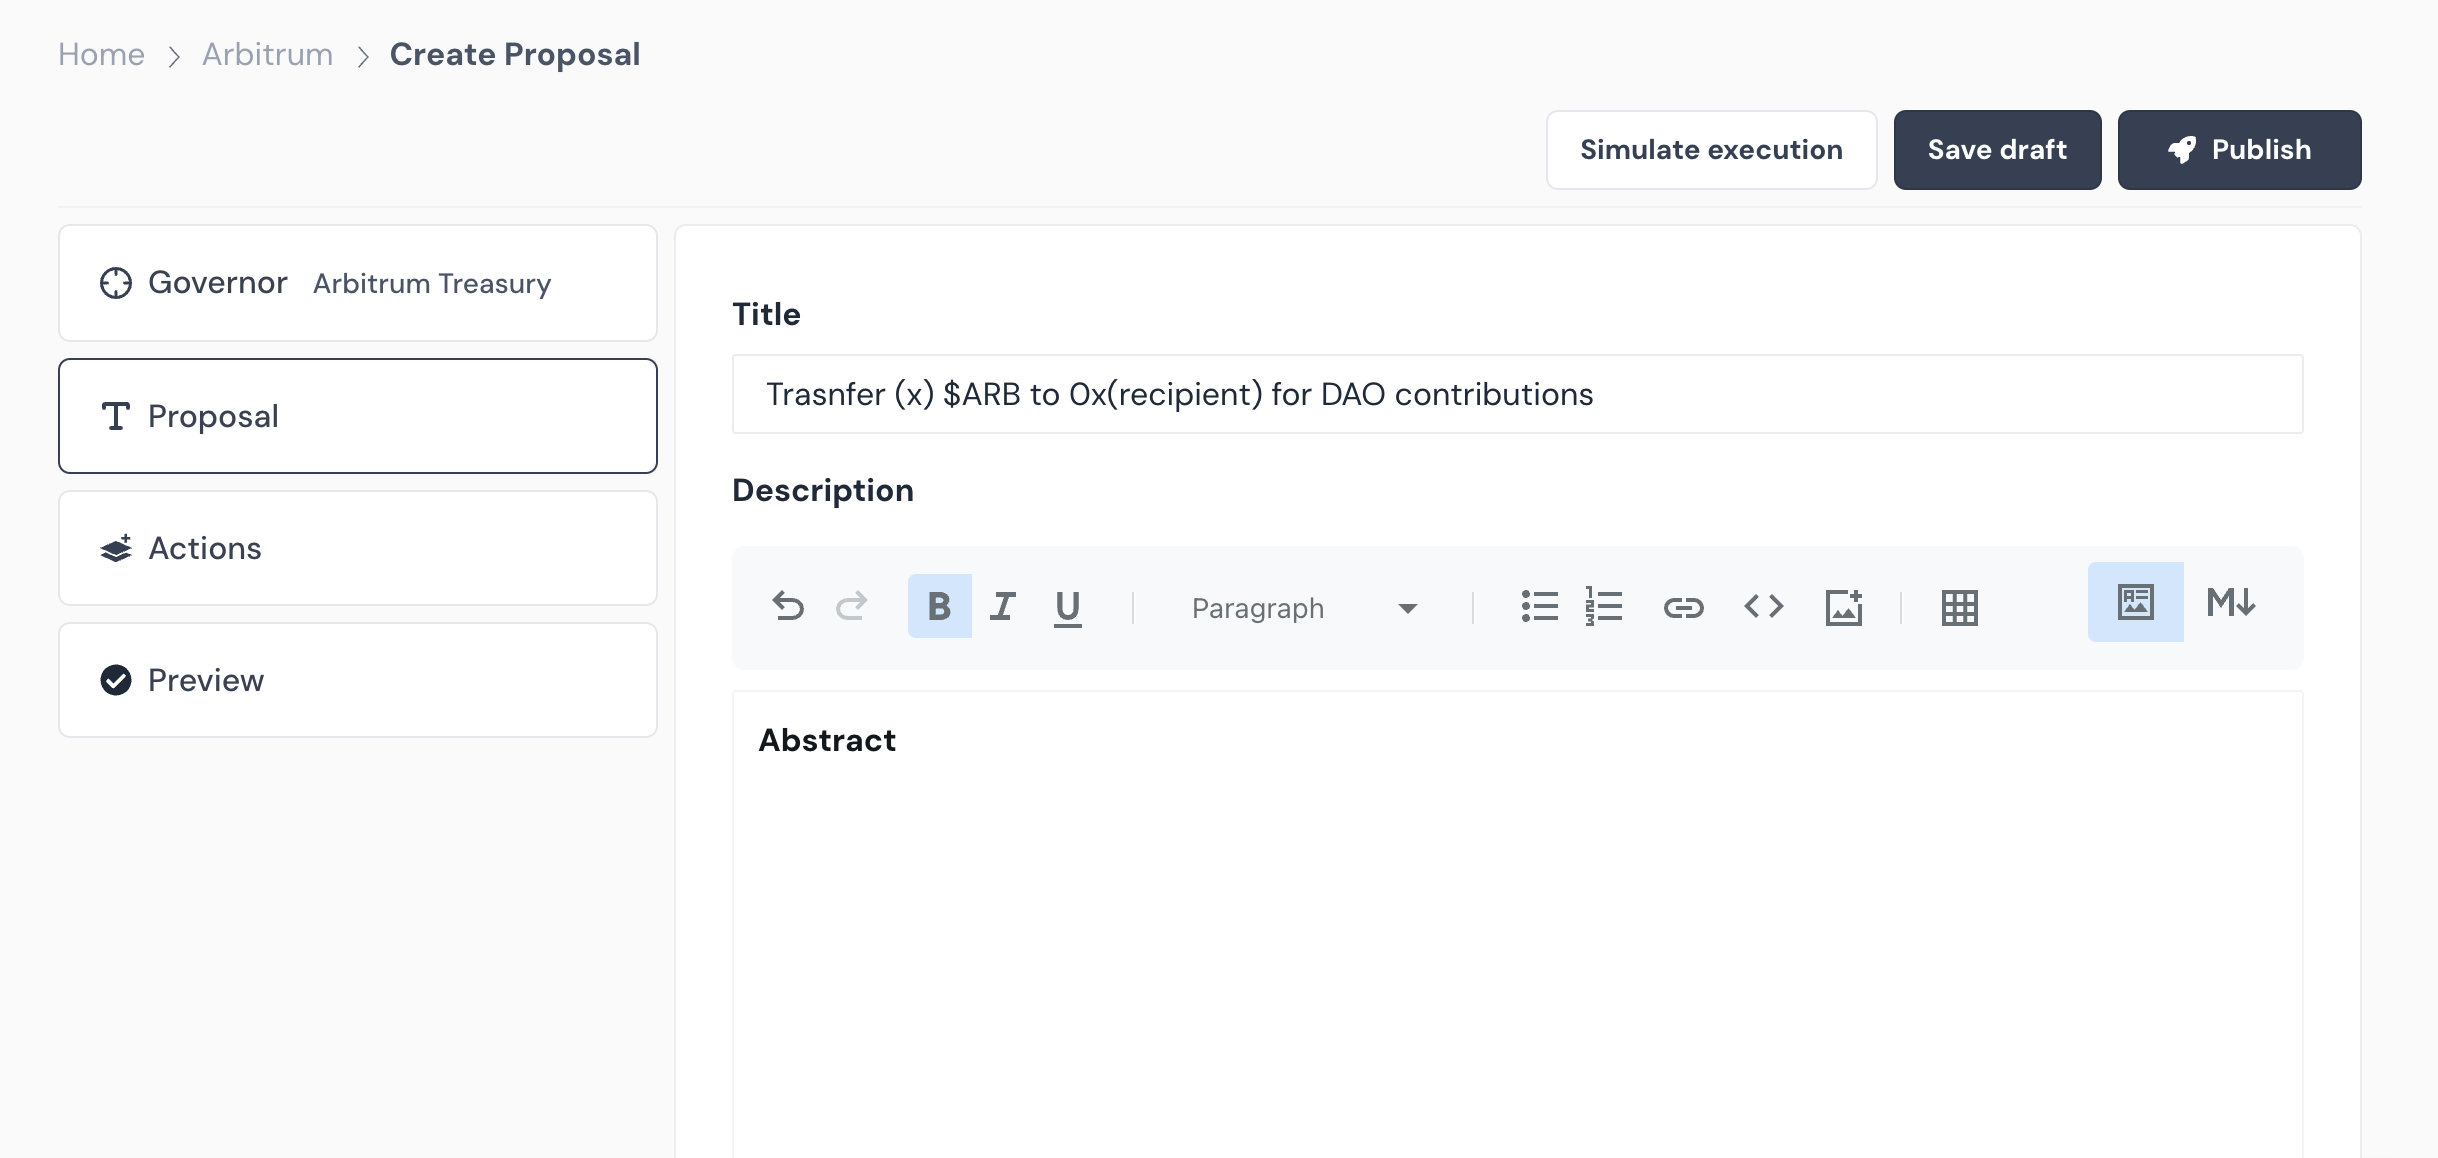 Home > Arbitrum > Create Proposal
Simulate execution
Save draft
Publish
Governor Arbitrum Treasury
Proposal
Actions
Preview
Title
Trasnfer (x) $ARB to 0x(recipient) for DAO contributions
Description
B I U Paragraph M↓
Abstract